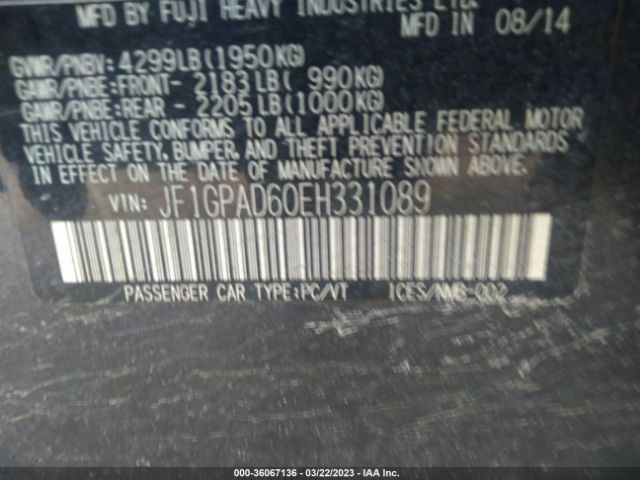 MFD BY FUJI HEAVY INDUSTRIES LTD.
MFD IN 08/14
GVWR/PNBV: 4299LB(1950KG)
GAWR/PNBE:FRONT- 2183LB( 990KG)
GAWR/PNBE:REAR - 2205LB(1000KG)
THIS VEHICLE CONFORMS TO ALL APPLICABLE FEDERAL MOTOR
VEHICLE SAFETY, BUMPER, AND THEFT PREVENTION STANDARDS
IN EFFECT ON THE DATE OF MANUFACTURE SHOWN ABOVE.
VIN: JF1GPAD60EH331089
PASSENGER CAR TYPE:PC/VT ICES/NMB-002
000-36067136 - 03/22/2023 - IAA Inc.